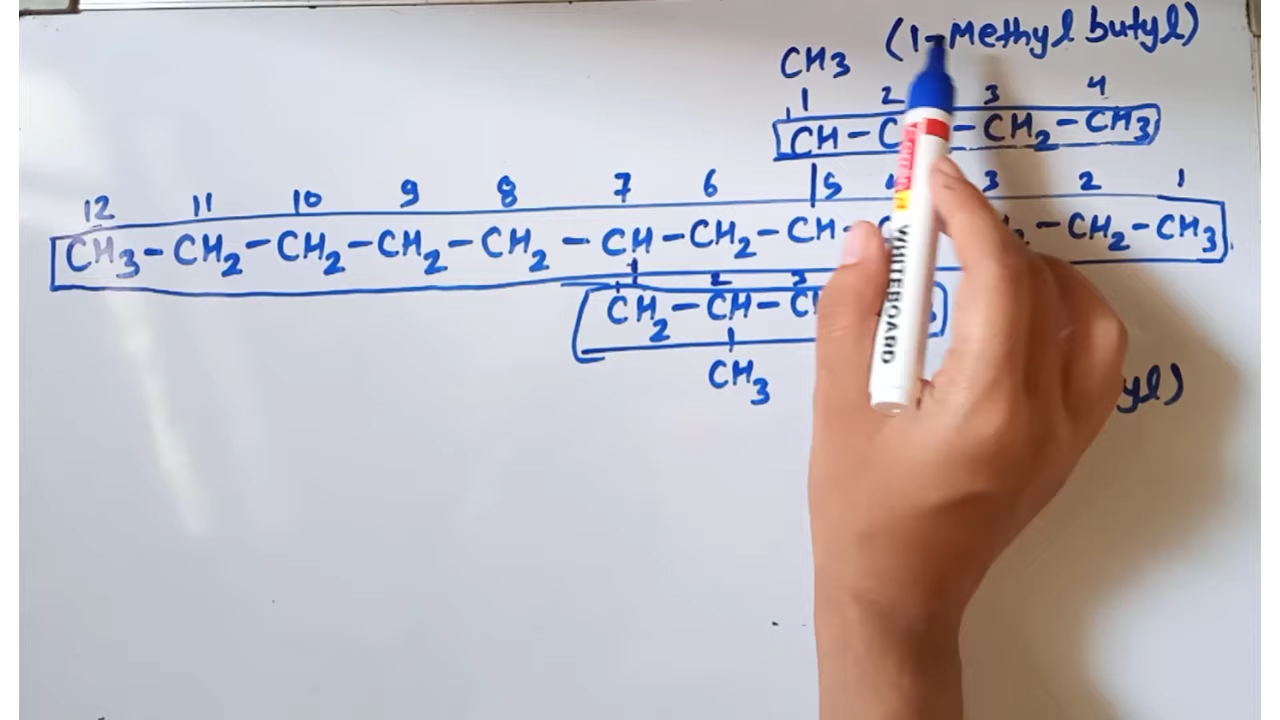 (1-Methyl butyl)
CH3
1 2 3 4
CH-C -CH2-CH3
12 11 10 9 8 7 6 5 3 2 1
CH3-CH2-CH2-CH2-CH2-CH-CH2-CH- -CH2-CH3
1 2 3
CH2-CH-C
CH3
yl)
WHITEBOARD